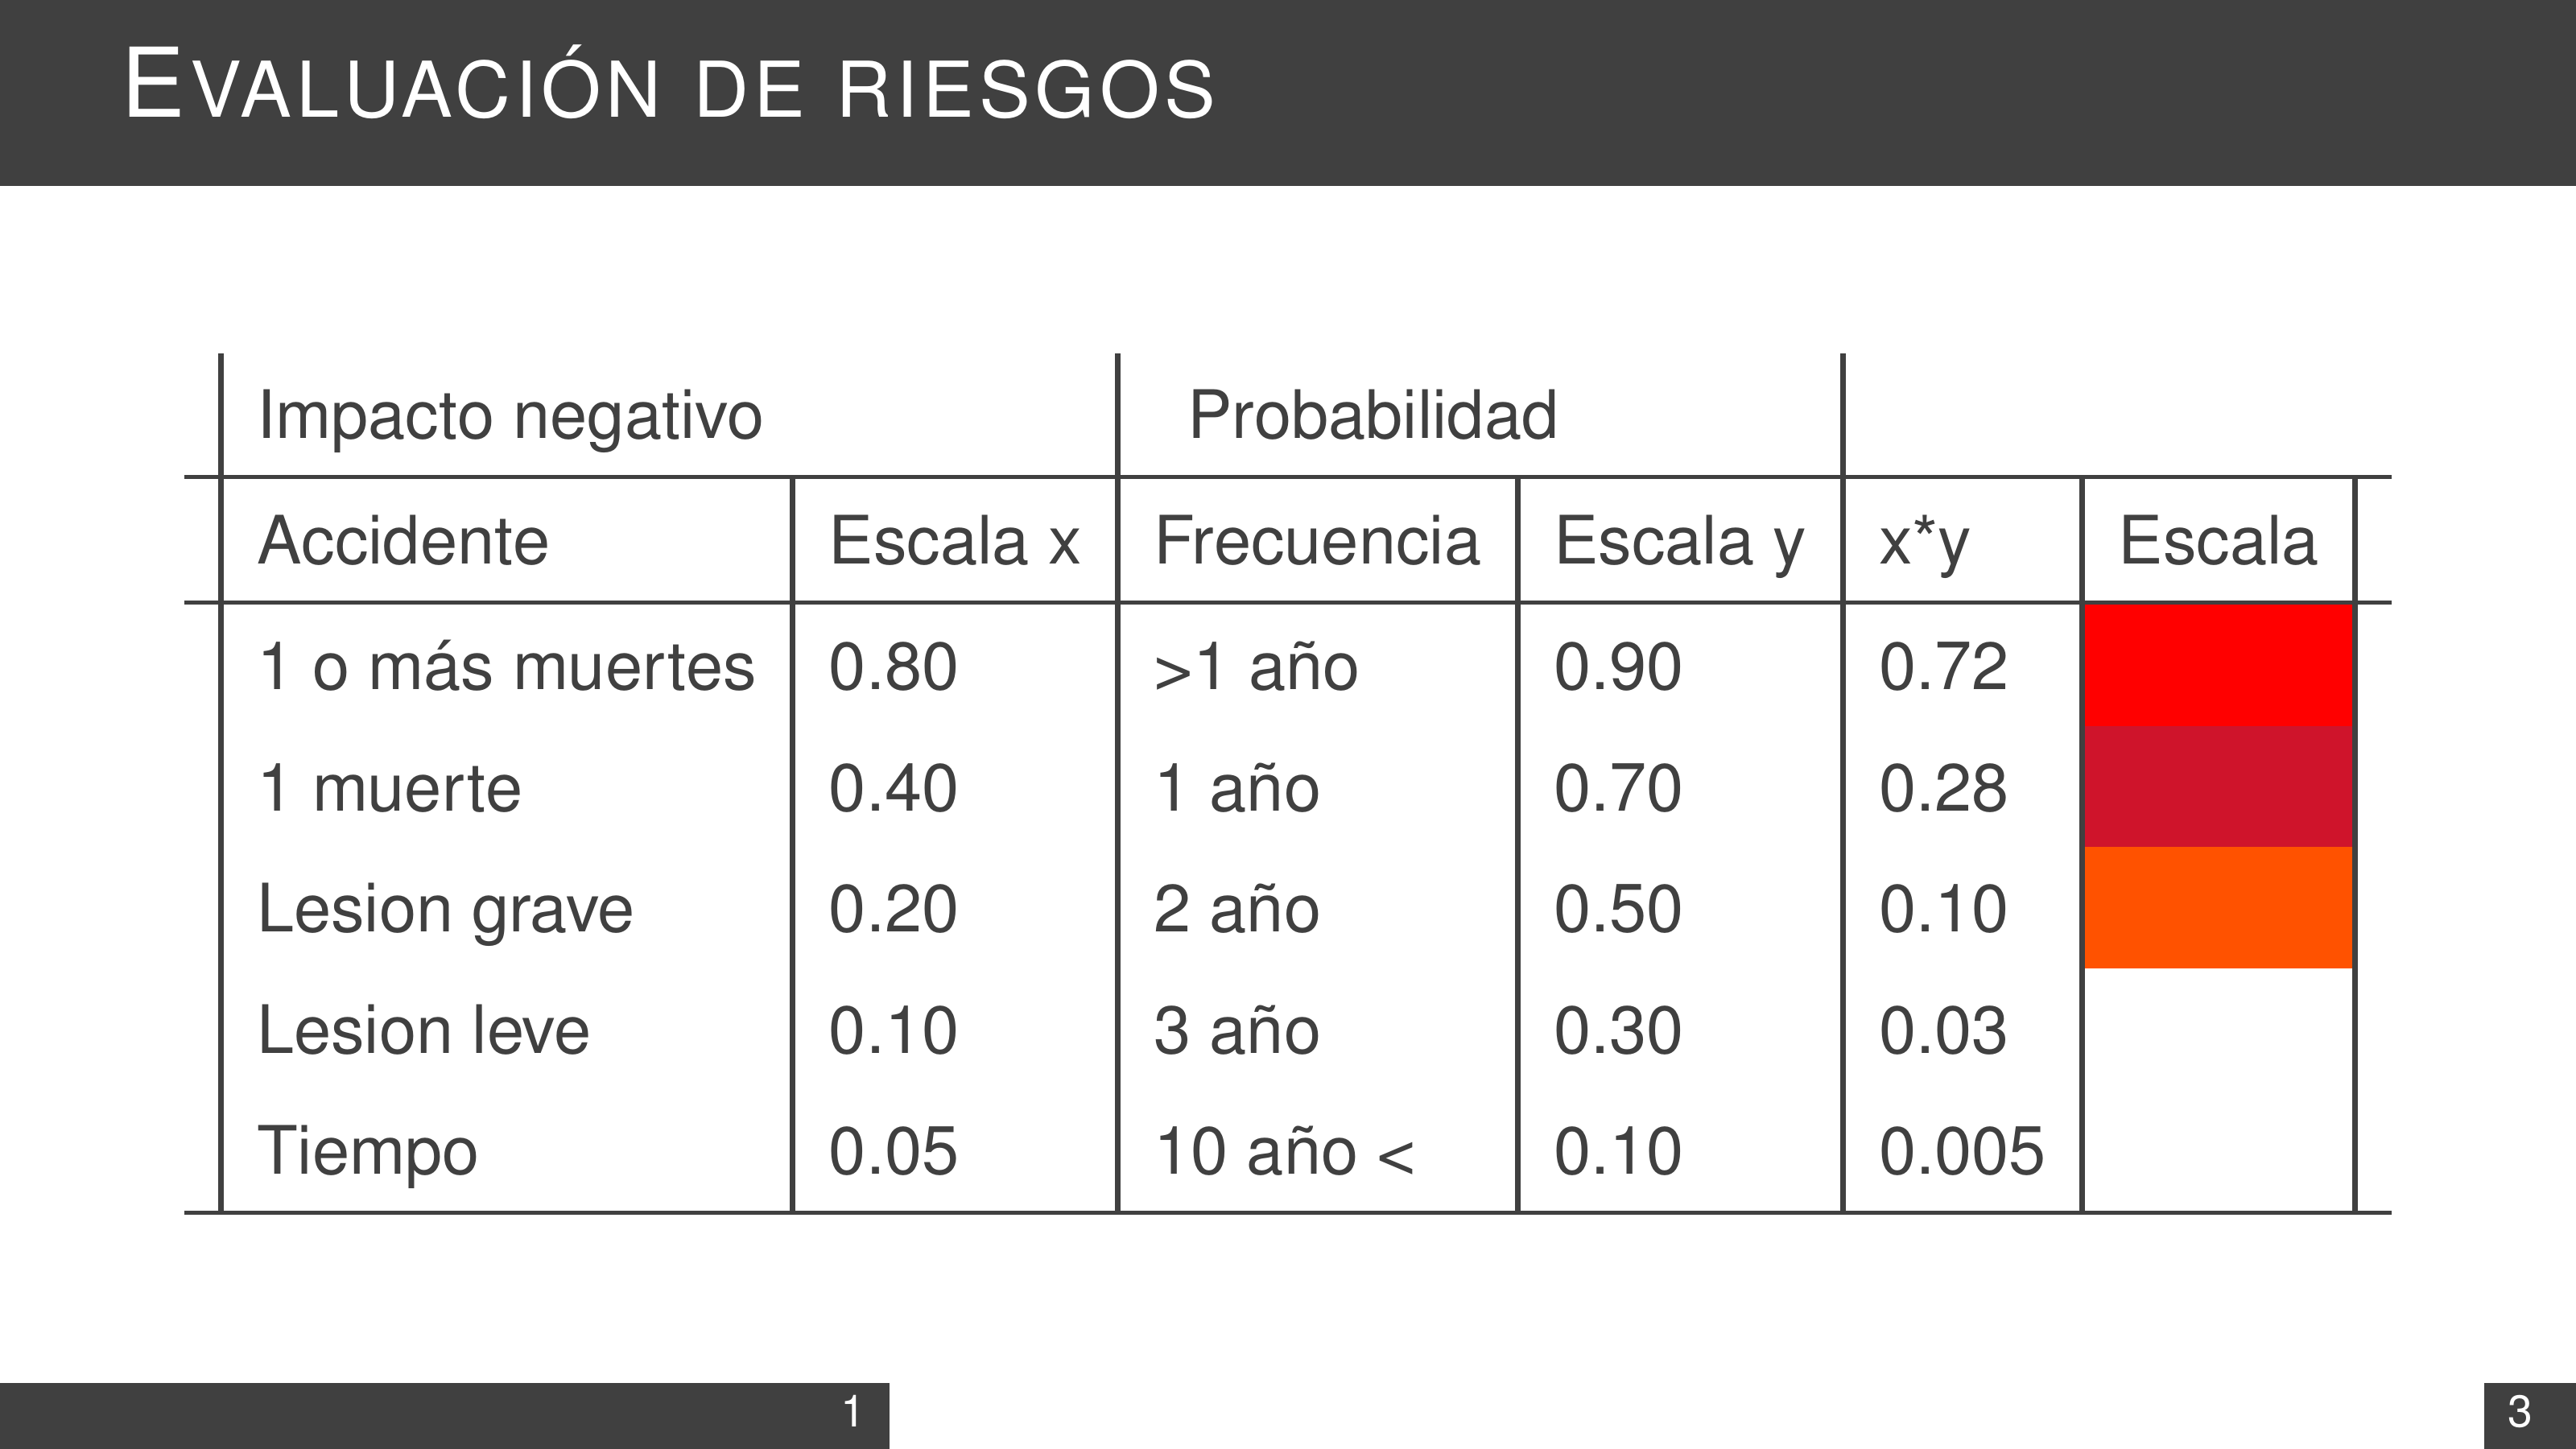 EVALUACIÓN DE RIESGOS
Impacto negativo Probabilidad
Accidente Escala x Frecuencia Escala y x*y Escala
1 o más muertes 0.80 >1 año 0.90 0.72
1 muerte 0.40 1 año 0.70 0.28
Lesion grave 0.20 2 año 0.50 0.10
Lesion leve 0.10 3 año 0.30 0.03
Tiempo 0.05 10 año < 0.10 0.005
1 3